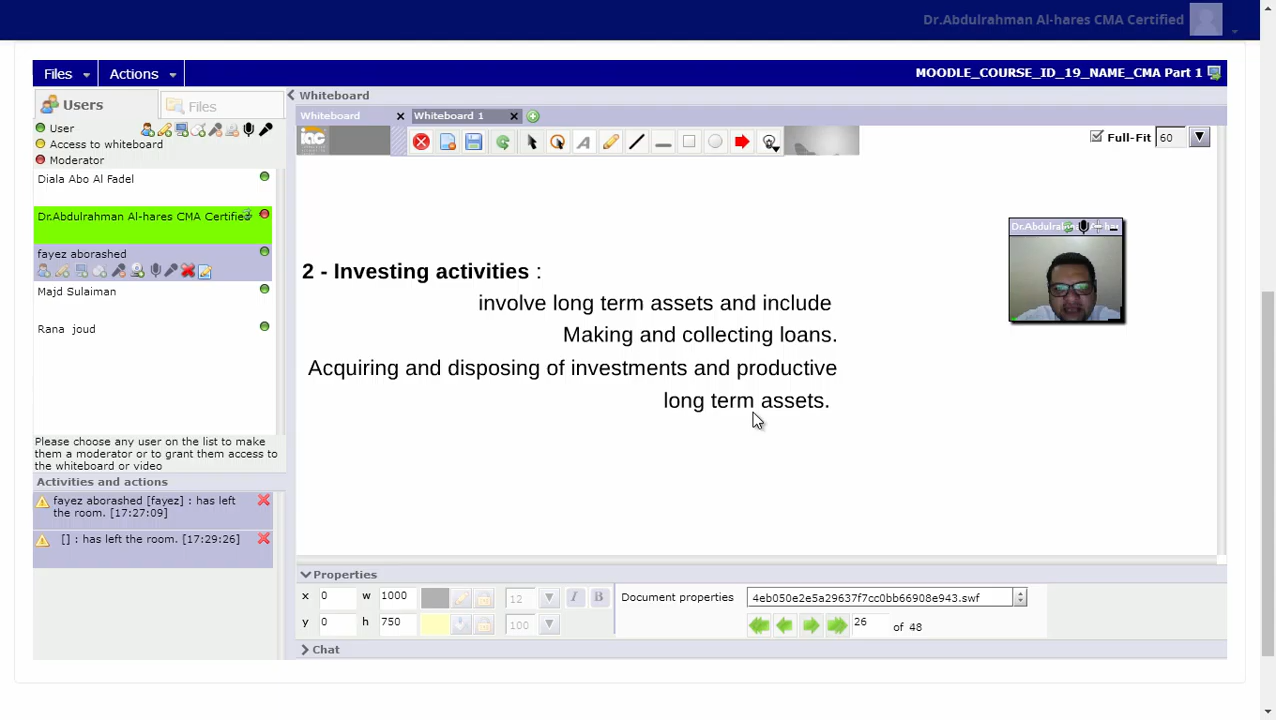 Dr.Abdulrahman Al-hares CMA Certified
Files
Actions
MOODLE_COURSE_ID_19_NAME_CMA Part 1
Users
Files
User
Access to whiteboard
Moderator
Diala Abo Al Fadel
Dr.Abdulrahman Al-hares CMA Certified
fayez aborashed
Majd Sulaiman
Rana joud
Please choose any user on the list to make
them a moderator or to grant them access to
the whiteboard or video
Activities and actions
fayez aborashed [fayez] : has left
the room. [17:27:09]
[] : has left the room. [17:29:26]
Whiteboard
Whiteboard
Whiteboard 1
iac
Full-Fit
60
2 - Investing activities :
involve long term assets and include
Making and collecting loans.
Acquiring and disposing of investments and productive
long term assets.
Properties
x 0 w 1000 12 I B
Document properties 4eb050e2e5a29637f7cc0bb66908e943.swf
y 0 h 750 100
26 of 48
Chat